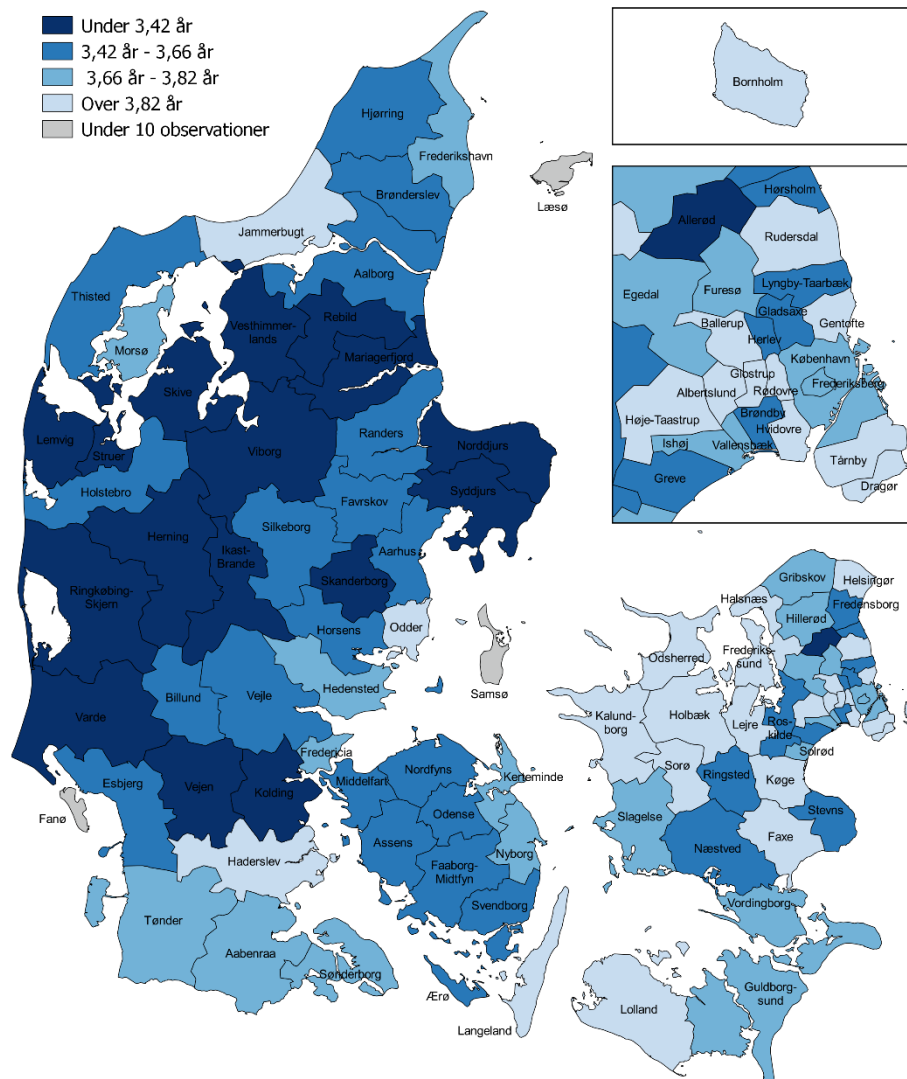 Under 3,42 år
3,42 år - 3,66 år
3,66 år - 3,82 år
Over 3,82 år
Under 10 observationer
Bornholm
Hjørring
Frederikshavn
Brønderslev
Læsø
Jammerbugt
Aalborg
Thisted
Vesthimmer-
lands
Rebild
Morsø
Mariagerfjord
Skive
Lemvig
Struer
Viborg
Randers
Norddjurs
Holstebro
Syddjurs
Favrskov
Silkeborg
Herning
Ikast-
Brande
Aarhus
Skanderborg
Ringkøbing-
Skjern
Horsens
Odder
Samsø
Hedensted
Billund
Vejle
Varde
Fredericia
Esbjerg
Vejen
Kolding
Fanø
Haderslev
Tønder
Aabenraa
Sønderborg
Middelfart
Nordfyns
Kerteminde
Odense
Assens
Nyborg
Faaborg-
Midtfyn
Svendborg
Ærø
Langeland
Allerød
Hørsholm
Rudersdal
Egedal
Furesø
Lyngby-Taarbæk
Gladsaxe
Ballerup
Gentofte
Herlev
København
Glostrup
Frederiksberg
Albertslund
Rødovre
Høje-Taastrup
Brøndby
Hvidovre
Ishøj
Vallensbæk
Greve
Tårnby
Dragør
Gribskov
Helsingør
Halsnæs
Fredensborg
Hillerød
Odsherred
Frederiks-
sund
Kalund-
borg
Holbæk
Lejre
Ros-
kilde
Solrød
Sorø
Ringsted
Køge
Slagelse
Stevns
Næstved
Faxe
Vordingborg
Guldborg-
sund
Lolland